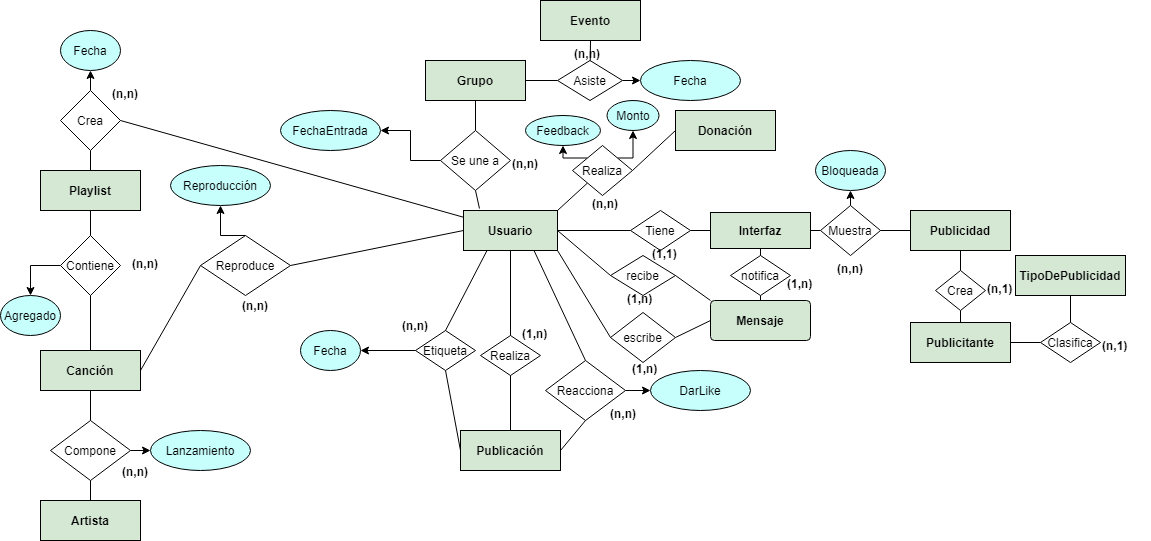 Evento
(n,n)
Asiste
Fecha
Grupo
Fecha
(n,n)
Crea
FechaEntrada
Se une a
(n,n)
Feedback
Monto
Realiza
(n,n)
Donación
Playlist
Reproducción
Bloqueada
Usuario
Tiene
(1,1)
Interfaz
Muestra
(n,n)
Publicidad
Contiene
(n,n)
Reproduce
(n,n)
recibe
(1,n)
notifica
(1,n)
Crea
(n,1)
TipoDePublicidad
Agregado
Mensaje
escribe
(1,n)
Publicitante
Clasifica
(n,1)
Fecha
(n,n)
Etiqueta
(1,n)
Realiza
Canción
Reacciona
(n,n)
DarLike
Compone
(n,n)
Lanzamiento
Publicación
Artista